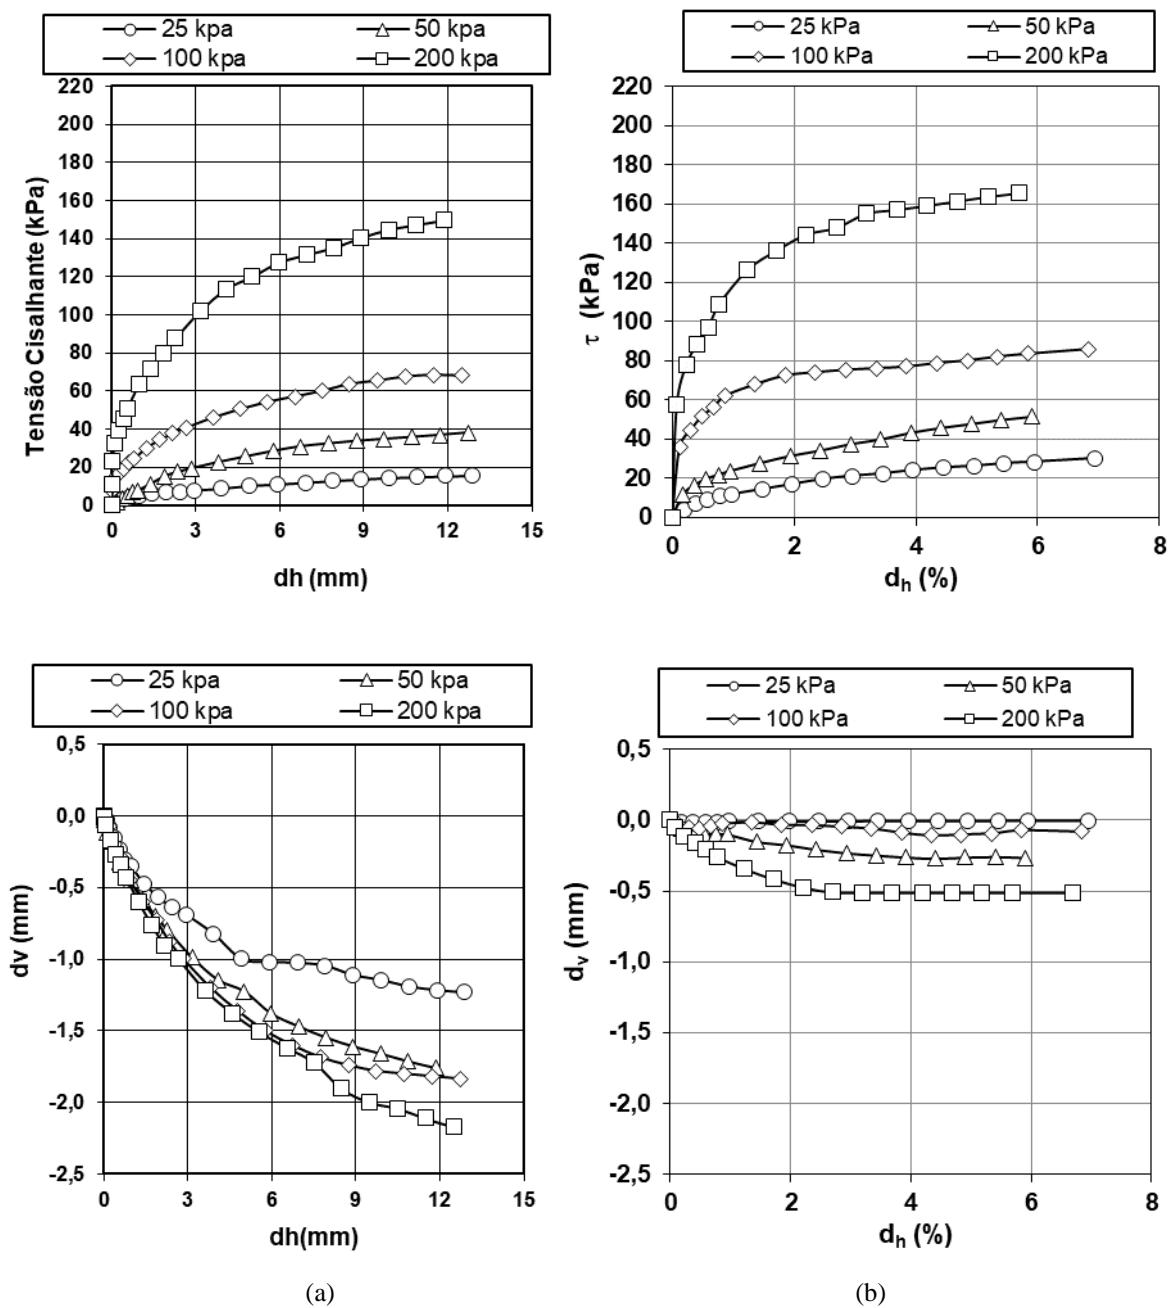 25 kpa 50 kpa
100 kpa 200 kpa
220
200
180
160
140
120
100
80
60
40
20
0
Tensão Cisalhante (kPa)
0 3 6 9 12 15
dh (mm)
25 kPa 50 kPa
100 kPa 200 kPa
220
200
180
160
140
120
100
80
60
40
20
0
τ (kPa)
0 2 4 6 8
dₕ (%)
25 kpa 50 kpa
100 kpa 200 kpa
0,5
0,0
-0,5
-1,0
-1,5
-2,0
-2,5
dv (mm)
0 3 6 9 12 15
dh(mm)
25 kPa 50 kPa
100 kPa 200 kPa
0,5
0,0
-0,5
-1,0
-1,5
-2,0
-2,5
dᵥ (mm)
0 2 4 6 8
dₕ (%)
(a) (b)